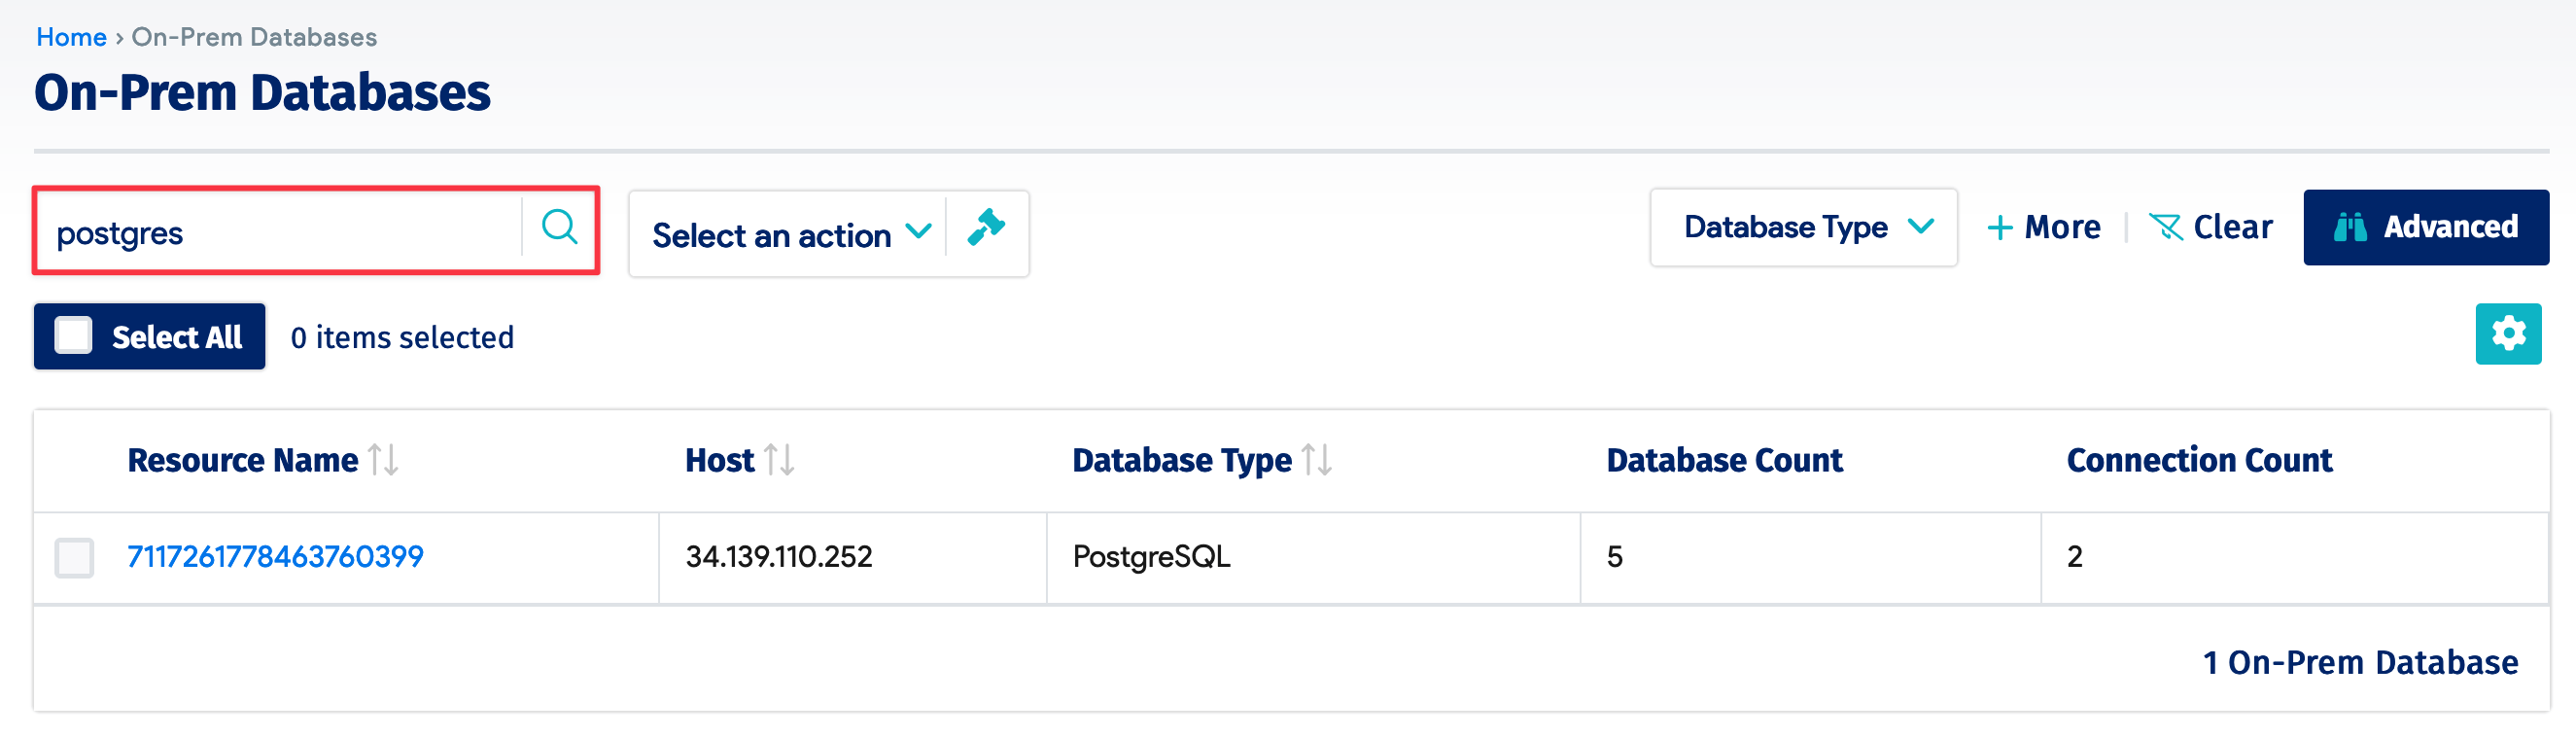 Home › On-Prem Databases
On-Prem Databases
postgres
Select an action
Database Type
+ More
Clear
Advanced
Select All
0 items selected
Resource Name
Host
Database Type
Database Count
Connection Count
7117261778463760399
34.139.110.252
PostgreSQL
5
2
1 On-Prem Database